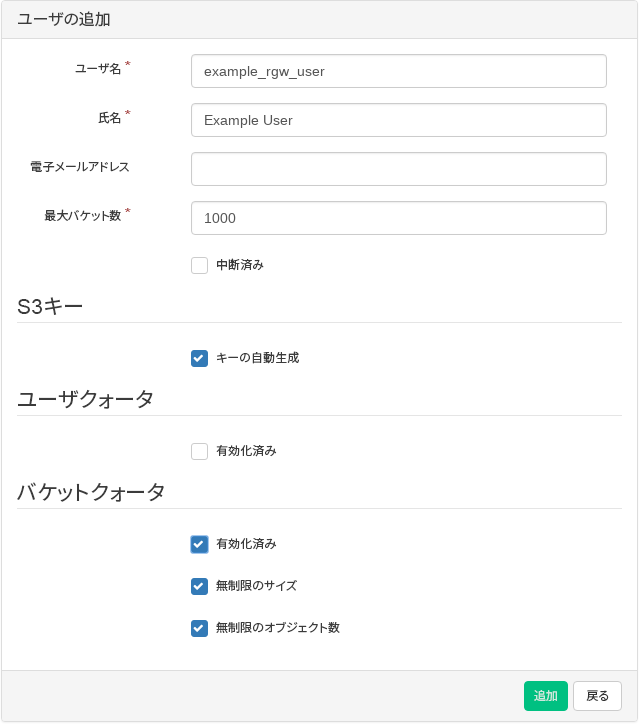 ユーザの追加
ユーザ名 *
example_rgw_user
氏名 *
Example User
電子メールアドレス
最大バケット数 *
1000
中断済み
S3キー
キーの自動生成
ユーザクォータ
有効化済み
バケットクォータ
有効化済み
無制限のサイズ
無制限のオブジェクト数
追加 戻る